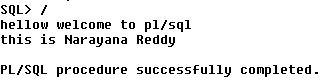 SQL> /
hellow welcome to pl/sql
this is Narayana Reddy
PL/SQL procedure successfully completed.